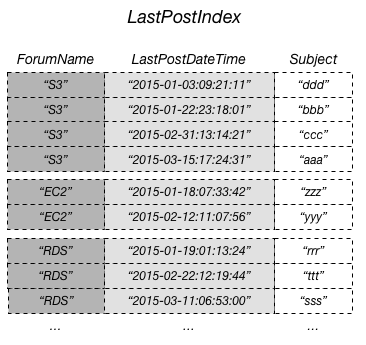 LastPostIndex
ForumName LastPostDateTime Subject
“S3” “2015-01-03:09:21:11” “ddd”
“S3” “2015-01-22:23:18:01” “bbb”
“S3” “2015-02-31:13:14:21” “ccc”
“S3” “2015-03-15:17:24:31” “aaa”
“EC2” “2015-01-18:07:33:42” “zzz”
“EC2” “2015-02-12:11:07:56” “yyy”
“RDS” “2015-01-19:01:13:24” “rrr”
“RDS” “2015-02-22:12:19:44” “ttt”
“RDS” “2015-03-11:06:53:00” “sss”
... ... ...